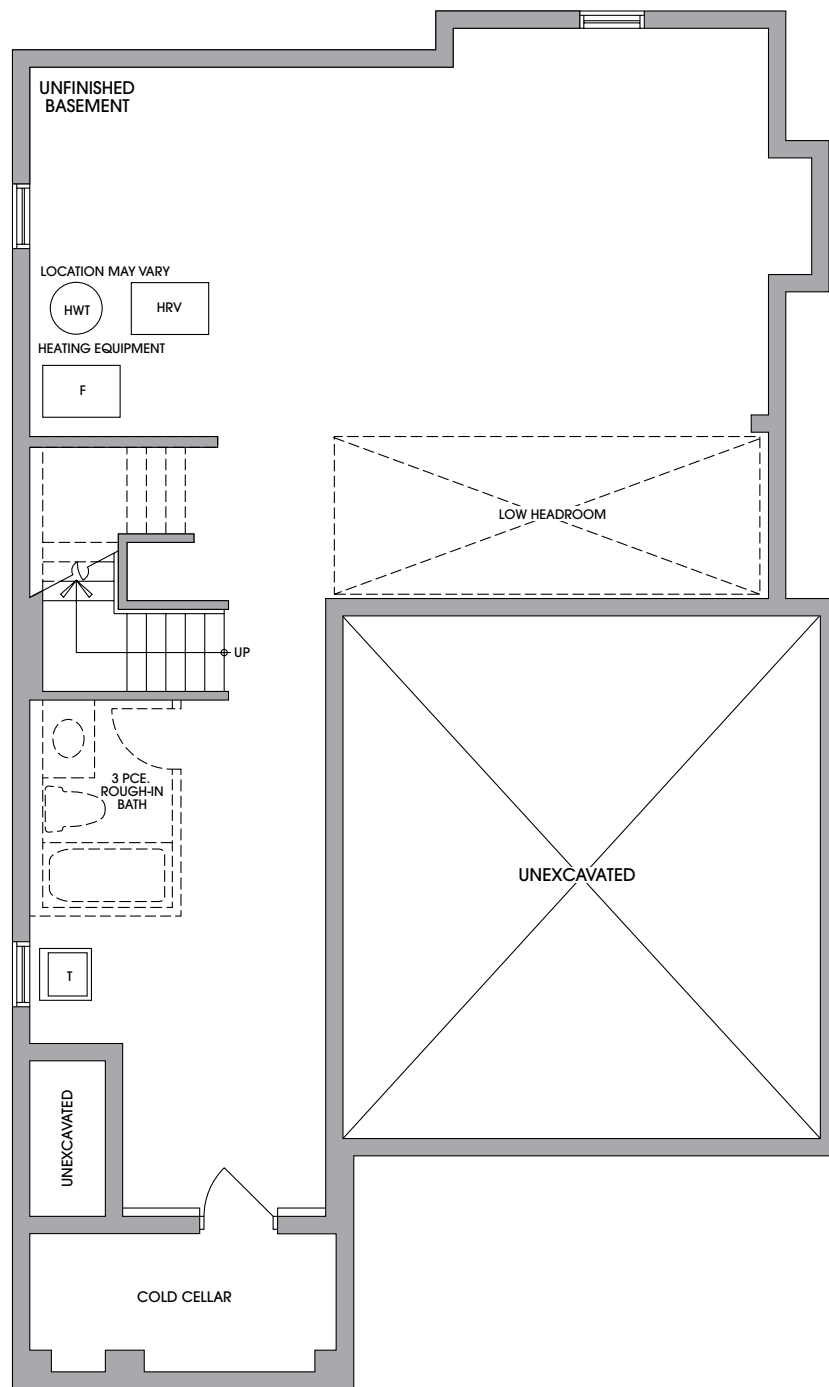 UNFINISHED
BASEMENT
LOCATION MAY VARY
HWT
HRV
HEATING EQUIPMENT
F
LOW HEADROOM
UP
3 PCE.
ROUGH-IN
BATH
UNEXCAVATED
T
UNEXCAVATED
COLD CELLAR